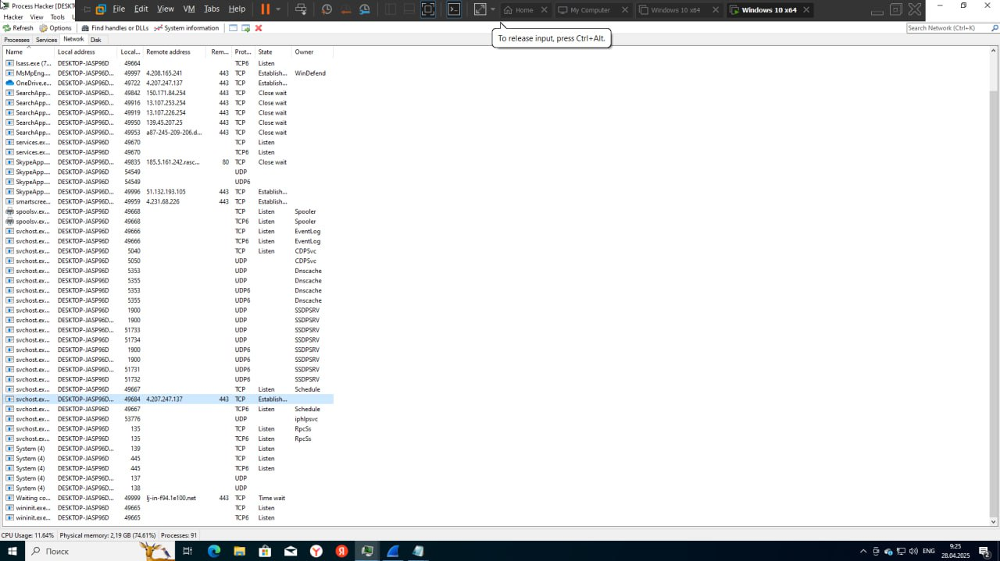 Process Hacker [DESKT
File Edit View VM Tabs Help
Home
My Computer
Windows 10 x64
Windows 10 x64
Hacker View Tools
To release input, press Ctrl+Alt.
Refresh Options Find handles or DLLs System information
Search Network (Ctrl+K)
Processes Services Network Disk
Name Local address Local... Remote address Rem... Prot... State Owner
lsass.exe (7... DESKTOP-JASP96D 49664 TCP6 Listen
MsMpEng.... DESKTOP-JASP96D... 49997 4.208.165.241 443 TCP Establish... WinDefend
OneDrive.e... DESKTOP-JASP96D... 49722 4.207.247.137 443 TCP Establish...
SearchApp... DESKTOP-JASP96D... 49842 150.171.84.254 443 TCP Close wait
SearchApp... DESKTOP-JASP96D... 49916 13.107.253.254 443 TCP Close wait
SearchApp... DESKTOP-JASP96D... 49919 13.107.226.254 443 TCP Close wait
SearchApp... DESKTOP-JASP96D... 49950 139.45.207.25 443 TCP Close wait
SearchApp... DESKTOP-JASP96D... 49953 a87-245-209-206.d... 443 TCP Close wait
services.ex... DESKTOP-JASP96D 49670 TCP Listen
services.ex... DESKTOP-JASP96D 49670 TCP6 Listen
SkypeApp.... DESKTOP-JASP96D... 49835 185.5.161.242.rasc... 80 TCP Close wait
SkypeApp.... DESKTOP-JASP96D 54549 UDP
SkypeApp.... DESKTOP-JASP96D 54549 UDP6
SkypeApp.... DESKTOP-JASP96D... 49996 51.132.193.105 443 TCP Establish...
smartscree... DESKTOP-JASP96D... 49959 4.231.68.226 443 TCP Establish...
spoolsv.ex... DESKTOP-JASP96D 49668 TCP Listen Spooler
spoolsv.ex... DESKTOP-JASP96D 49668 TCP6 Listen Spooler
svchost.ex... DESKTOP-JASP96D 49666 TCP Listen EventLog
svchost.ex... DESKTOP-JASP96D 49666 TCP6 Listen EventLog
svchost.ex... DESKTOP-JASP96D 5040 TCP Listen CDPSvc
svchost.ex... DESKTOP-JASP96D 5050 UDP CDPSvc
svchost.ex... DESKTOP-JASP96D 5353 UDP Dnscache
svchost.ex... DESKTOP-JASP96D 5355 UDP Dnscache
svchost.ex... DESKTOP-JASP96D 5353 UDP6 Dnscache
svchost.ex... DESKTOP-JASP96D 5355 UDP6 Dnscache
svchost.ex... DESKTOP-JASP96D... 1900 UDP SSDPSRV
svchost.ex... DESKTOP-JASP96D... 1900 UDP SSDPSRV
svchost.ex... DESKTOP-JASP96D... 51733 UDP SSDPSRV
svchost.ex... DESKTOP-JASP96D... 51734 UDP SSDPSRV
svchost.ex... DESKTOP-JASP96D... 1900 UDP6 SSDPSRV
svchost.ex... DESKTOP-JASP96D... 1900 UDP6 SSDPSRV
svchost.ex... DESKTOP-JASP96D... 51731 UDP6 SSDPSRV
svchost.ex... DESKTOP-JASP96D... 51732 UDP6 SSDPSRV
svchost.ex... DESKTOP-JASP96D 49667 TCP Listen Schedule
svchost.ex... DESKTOP-JASP96D... 49684 4.207.247.137 443 TCP Establish...
svchost.ex... DESKTOP-JASP96D 49667 TCP6 Listen Schedule
svchost.ex... DESKTOP-JASP96D... 53776 UDP iphlpsvc
svchost.ex... DESKTOP-JASP96D 135 TCP Listen RpcSs
svchost.ex... DESKTOP-JASP96D 135 TCP6 Listen RpcSs
System (4) DESKTOP-JASP96D... 139 TCP Listen
System (4) DESKTOP-JASP96D 445 TCP Listen
System (4) DESKTOP-JASP96D 445 TCP6 Listen
System (4) DESKTOP-JASP96D... 137 UDP
System (4) DESKTOP-JASP96D... 138 UDP
Waiting co... DESKTOP-JASP96D... 49999 lj-in-f94.1e100.net 443 TCP Time wait
wininit.exe... DESKTOP-JASP96D 49665 TCP Listen
wininit.exe... DESKTOP-JASP96D 49665 TCP6 Listen
CPU Usage: 11.64% Physical memory: 2,19 GB (74.61%) Processes: 91
Поиск
ENG
9:25
28.04.2025
2